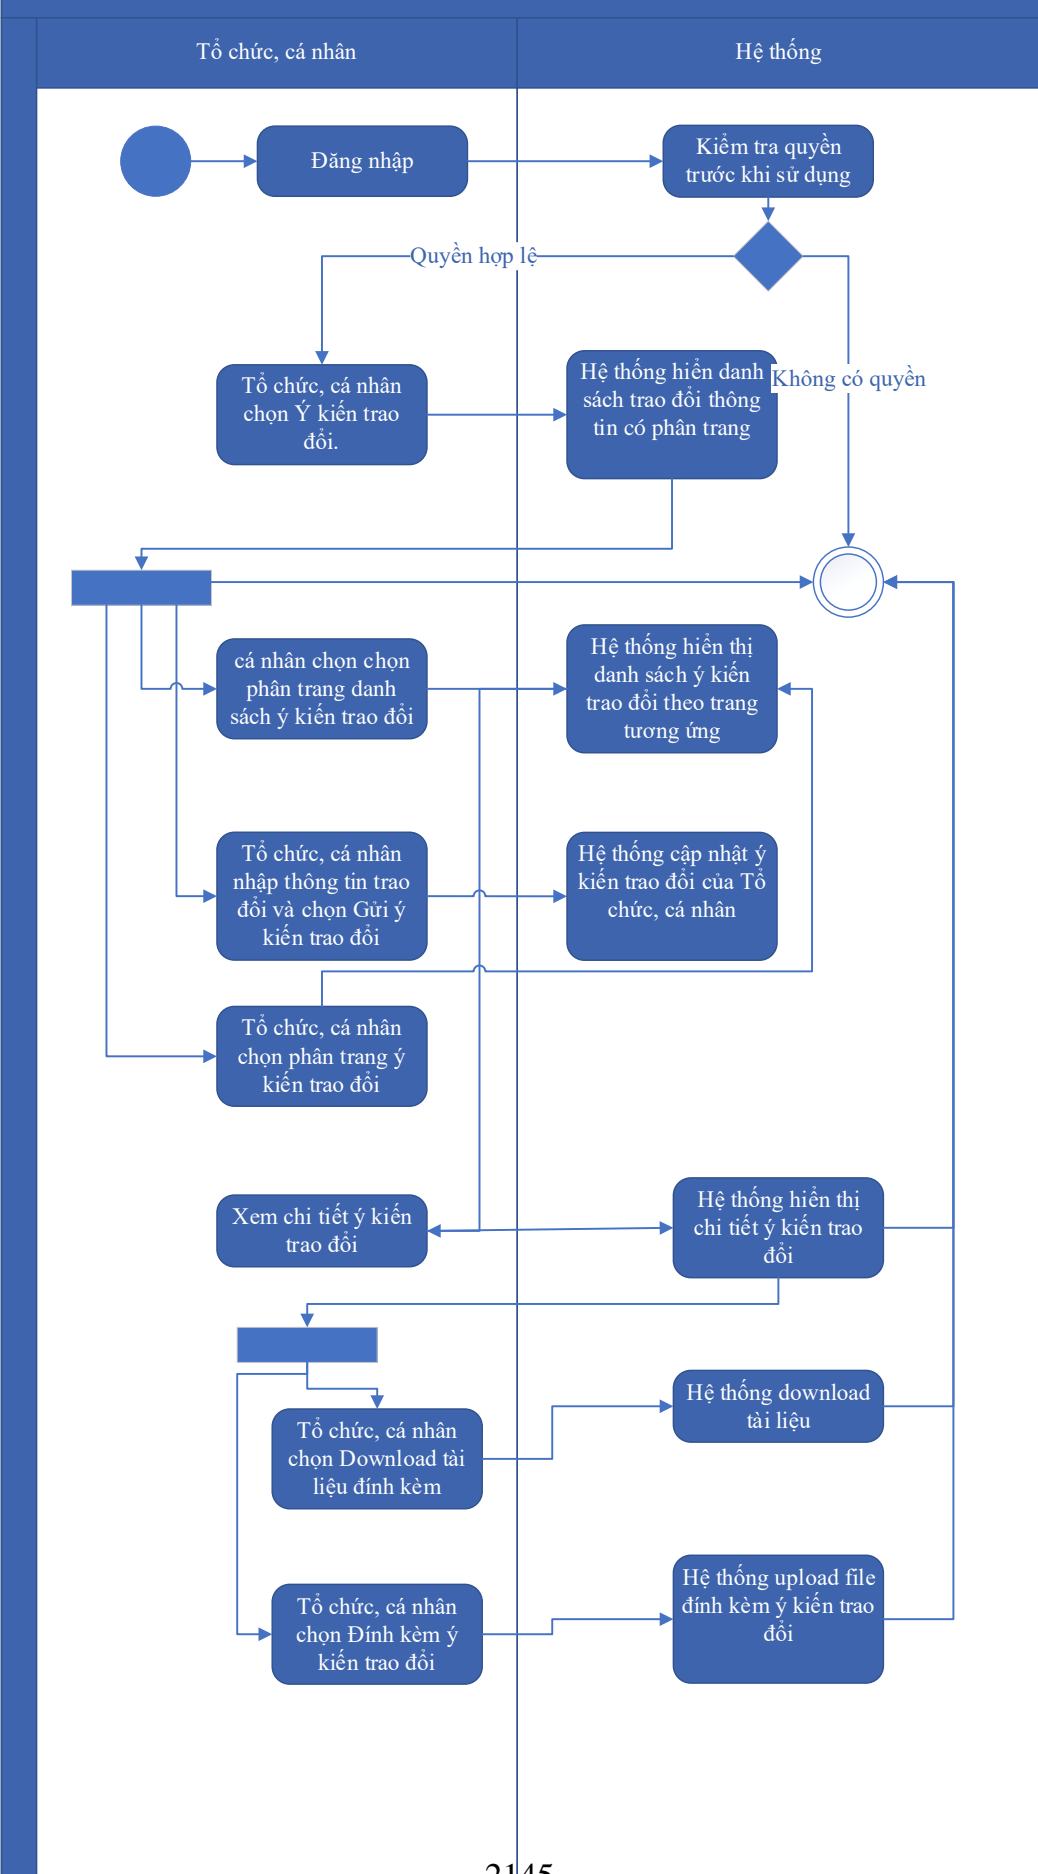 Tổ chức, cá nhân
Hệ thống
Đăng nhập
Kiểm tra quyền
trước khi sử dụng
Quyền hợp lệ
Tổ chức, cá nhân
chọn Ý kiến trao
đổi.
Hệ thống hiển danh
sách trao đổi thông
tin có phân trang
Không có quyền
cá nhân chọn chọn
phân trang danh
sách ý kiến trao đổi
Hệ thống hiển thị
danh sách ý kiến
trao đổi theo trang
tương ứng
Tổ chức, cá nhân
nhập thông tin trao
đổi và chọn Gửi ý
kiến trao đổi
Hệ thống cập nhật ý
kiến trao đổi của Tổ
chức, cá nhân
Tổ chức, cá nhân
chọn phân trang ý
kiến trao đổi
Xem chi tiết ý kiến
trao đổi
Hệ thống hiển thị
chi tiết ý kiến trao
đổi
Tổ chức, cá nhân
chọn Download tài
liệu đính kèm
Hệ thống download
tài liệu
Tổ chức, cá nhân
chọn Đính kèm ý
kiến trao đổi
Hệ thống upload file
đính kèm ý kiến trao
đổi
2145